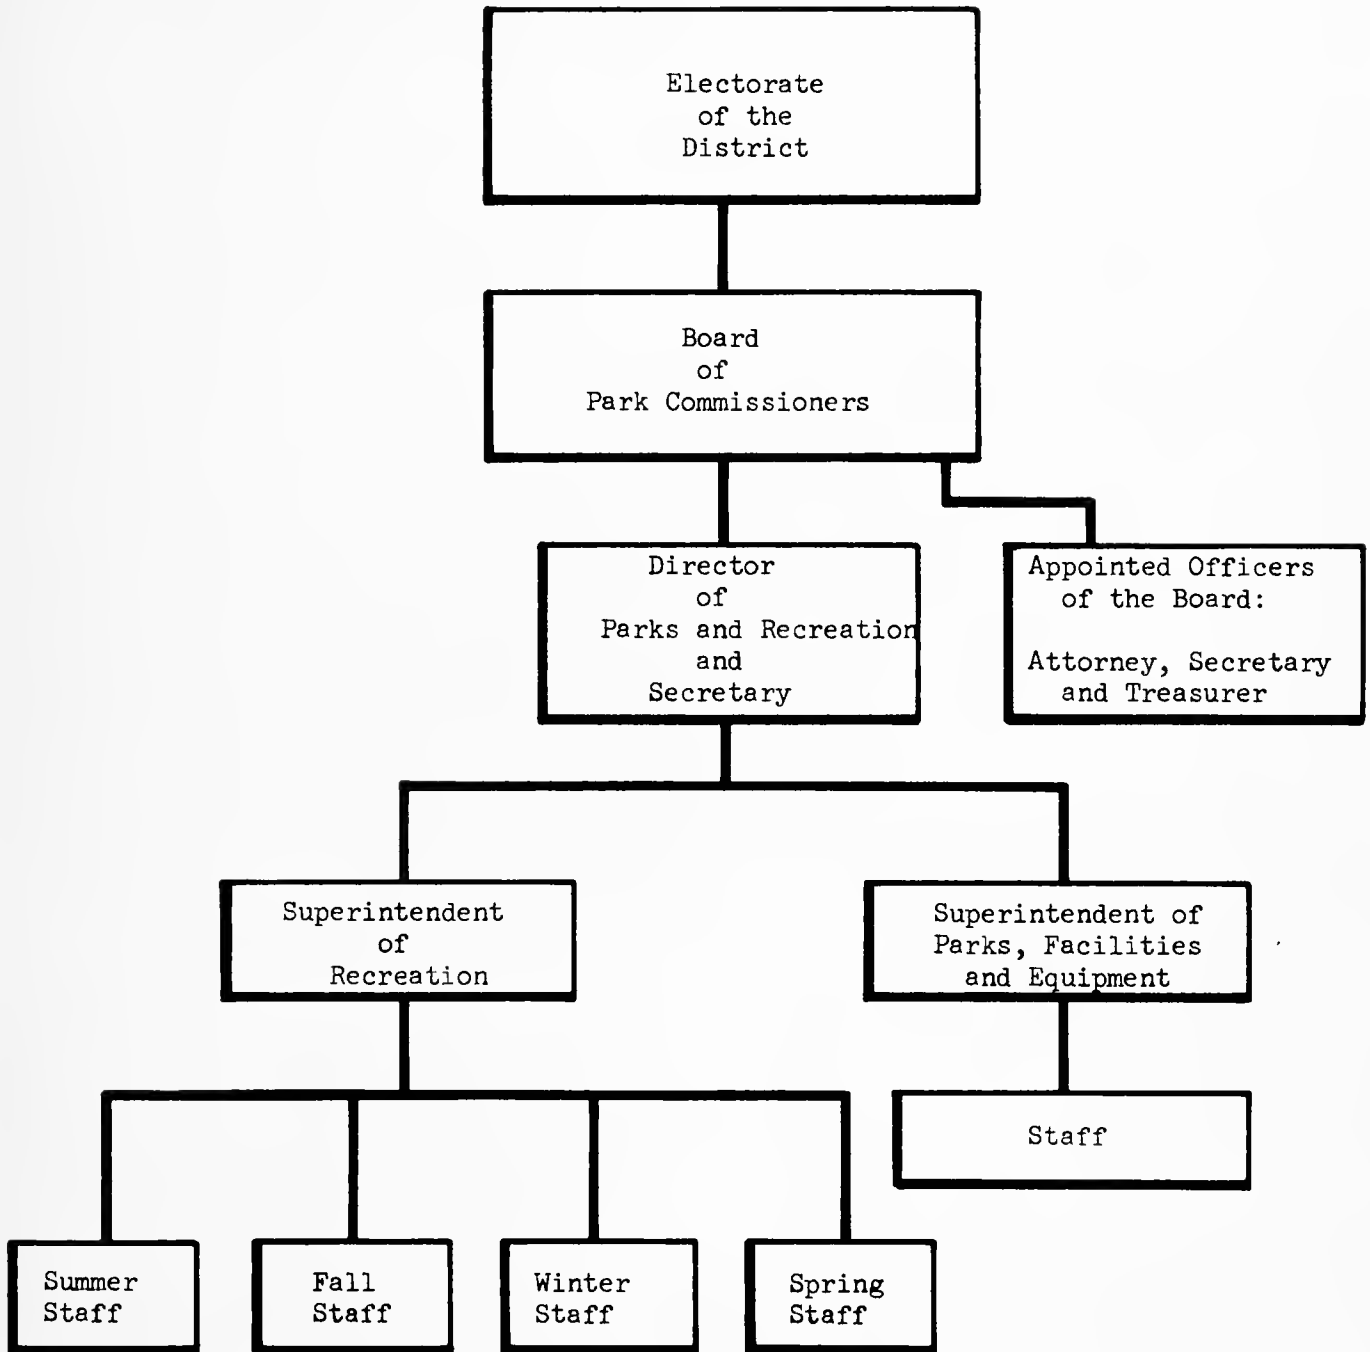 Electorate
of the
District
Board
of
Park Commissioners
Director
of
Parks and Recreation
and
Secretary
Appointed Officers
of the Board:
Attorney, Secretary
and Treasurer
Superintendent
of
Recreation
Superintendent of
Parks, Facilities
and Equipment
Staff
Summer
Staff
Fall
Staff
Winter
Staff
Spring
Staff